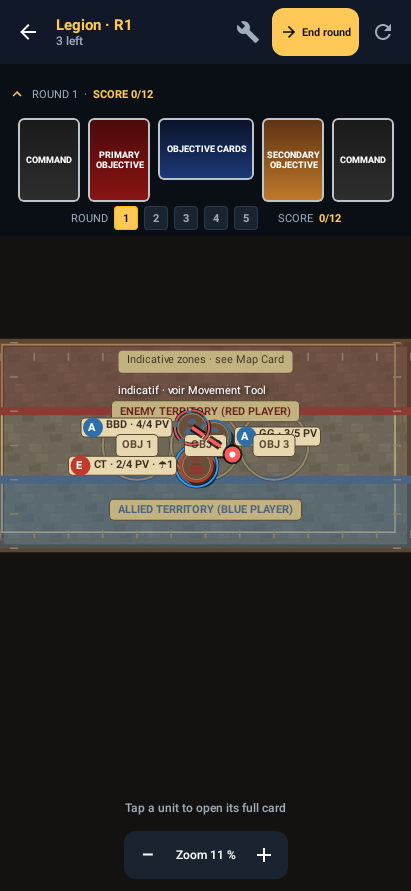 Legion · R1
3 left
End round
ROUND 1 · SCORE 0/12
COMMAND
PRIMARY
OBJECTIVE
OBJECTIVE CARDS
SECONDARY
OBJECTIVE
COMMAND
ROUND 1 2 3 4 5 SCORE 0/12
Indicative zones · see Map Card
indicatif · voir Movement Tool
ENEMY TERRITORY (RED PLAYER)
A BBD · 4/4 PV
A GG · 3/5 PV
OBJ 1
OBJ
OBJ 3
E CT · 2/4 PV · ☂1
ALLIED TERRITORY (BLUE PLAYER)
Tap a unit to open its full card
− Zoom 11 % +